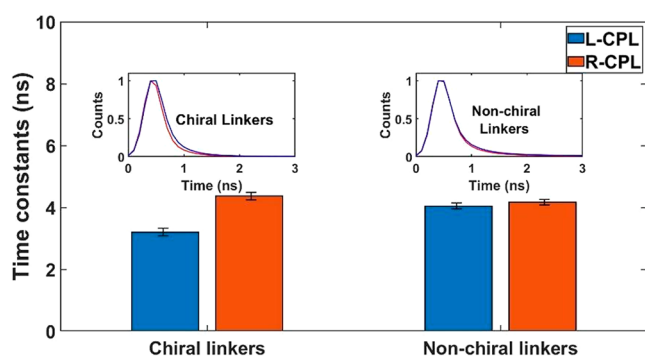 Time constants (ns)
10
8
6
4
2
0
L-CPL
R-CPL
Counts
1
0.5
0
Chiral Linkers
0
1
2
3
Time (ns)
Counts
1
0.5
0
Non-chiral
Linkers
0
1
2
3
Time (ns)
Chiral linkers
Non-chiral linkers